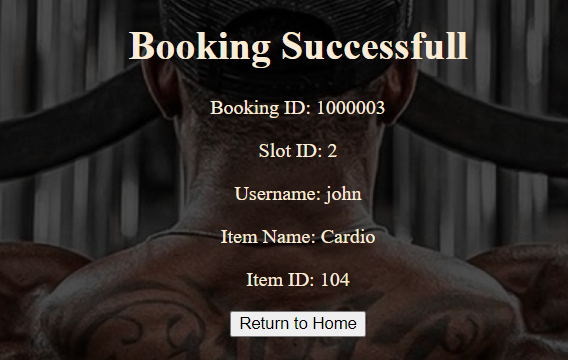 Booking Successfull
Booking ID: 1000003
Slot ID: 2
Username: john
Item Name: Cardio
Item ID: 104
Return to Home